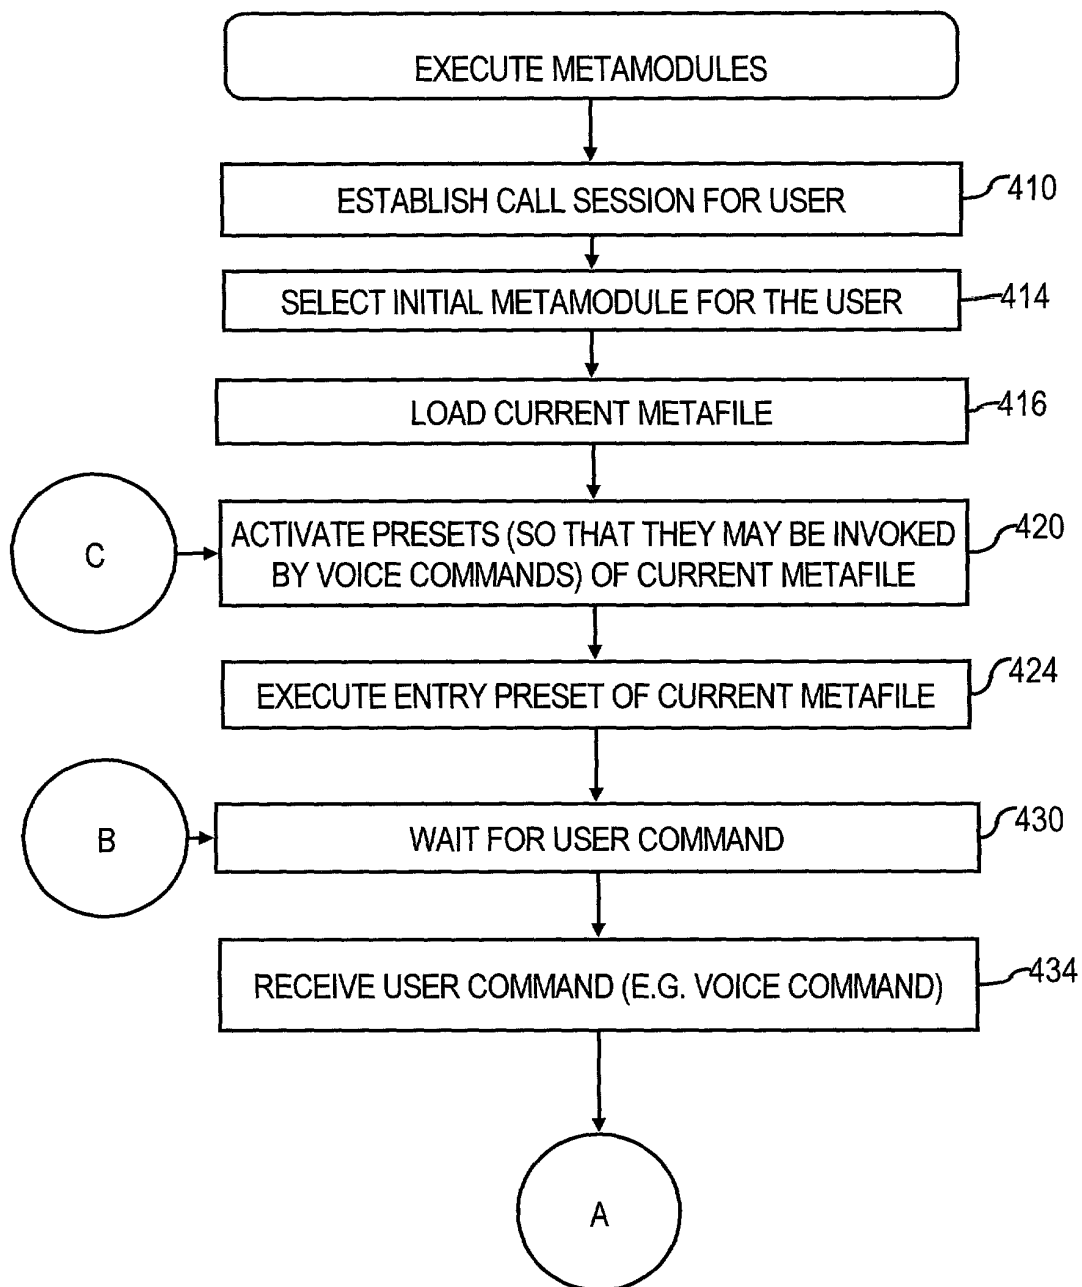 EXECUTE METAMODULES
ESTABLISH CALL SESSION FOR USER
410
SELECT INITIAL METAMODULE FOR THE USER
414
LOAD CURRENT METAFILE
416
C
ACTIVATE PRESETS (SO THAT THEY MAY BE INVOKED
BY VOICE COMMANDS) OF CURRENT METAFILE
420
EXECUTE ENTRY PRESET OF CURRENT METAFILE
424
B
WAIT FOR USER COMMAND
430
RECEIVE USER COMMAND (E.G. VOICE COMMAND)
434
A